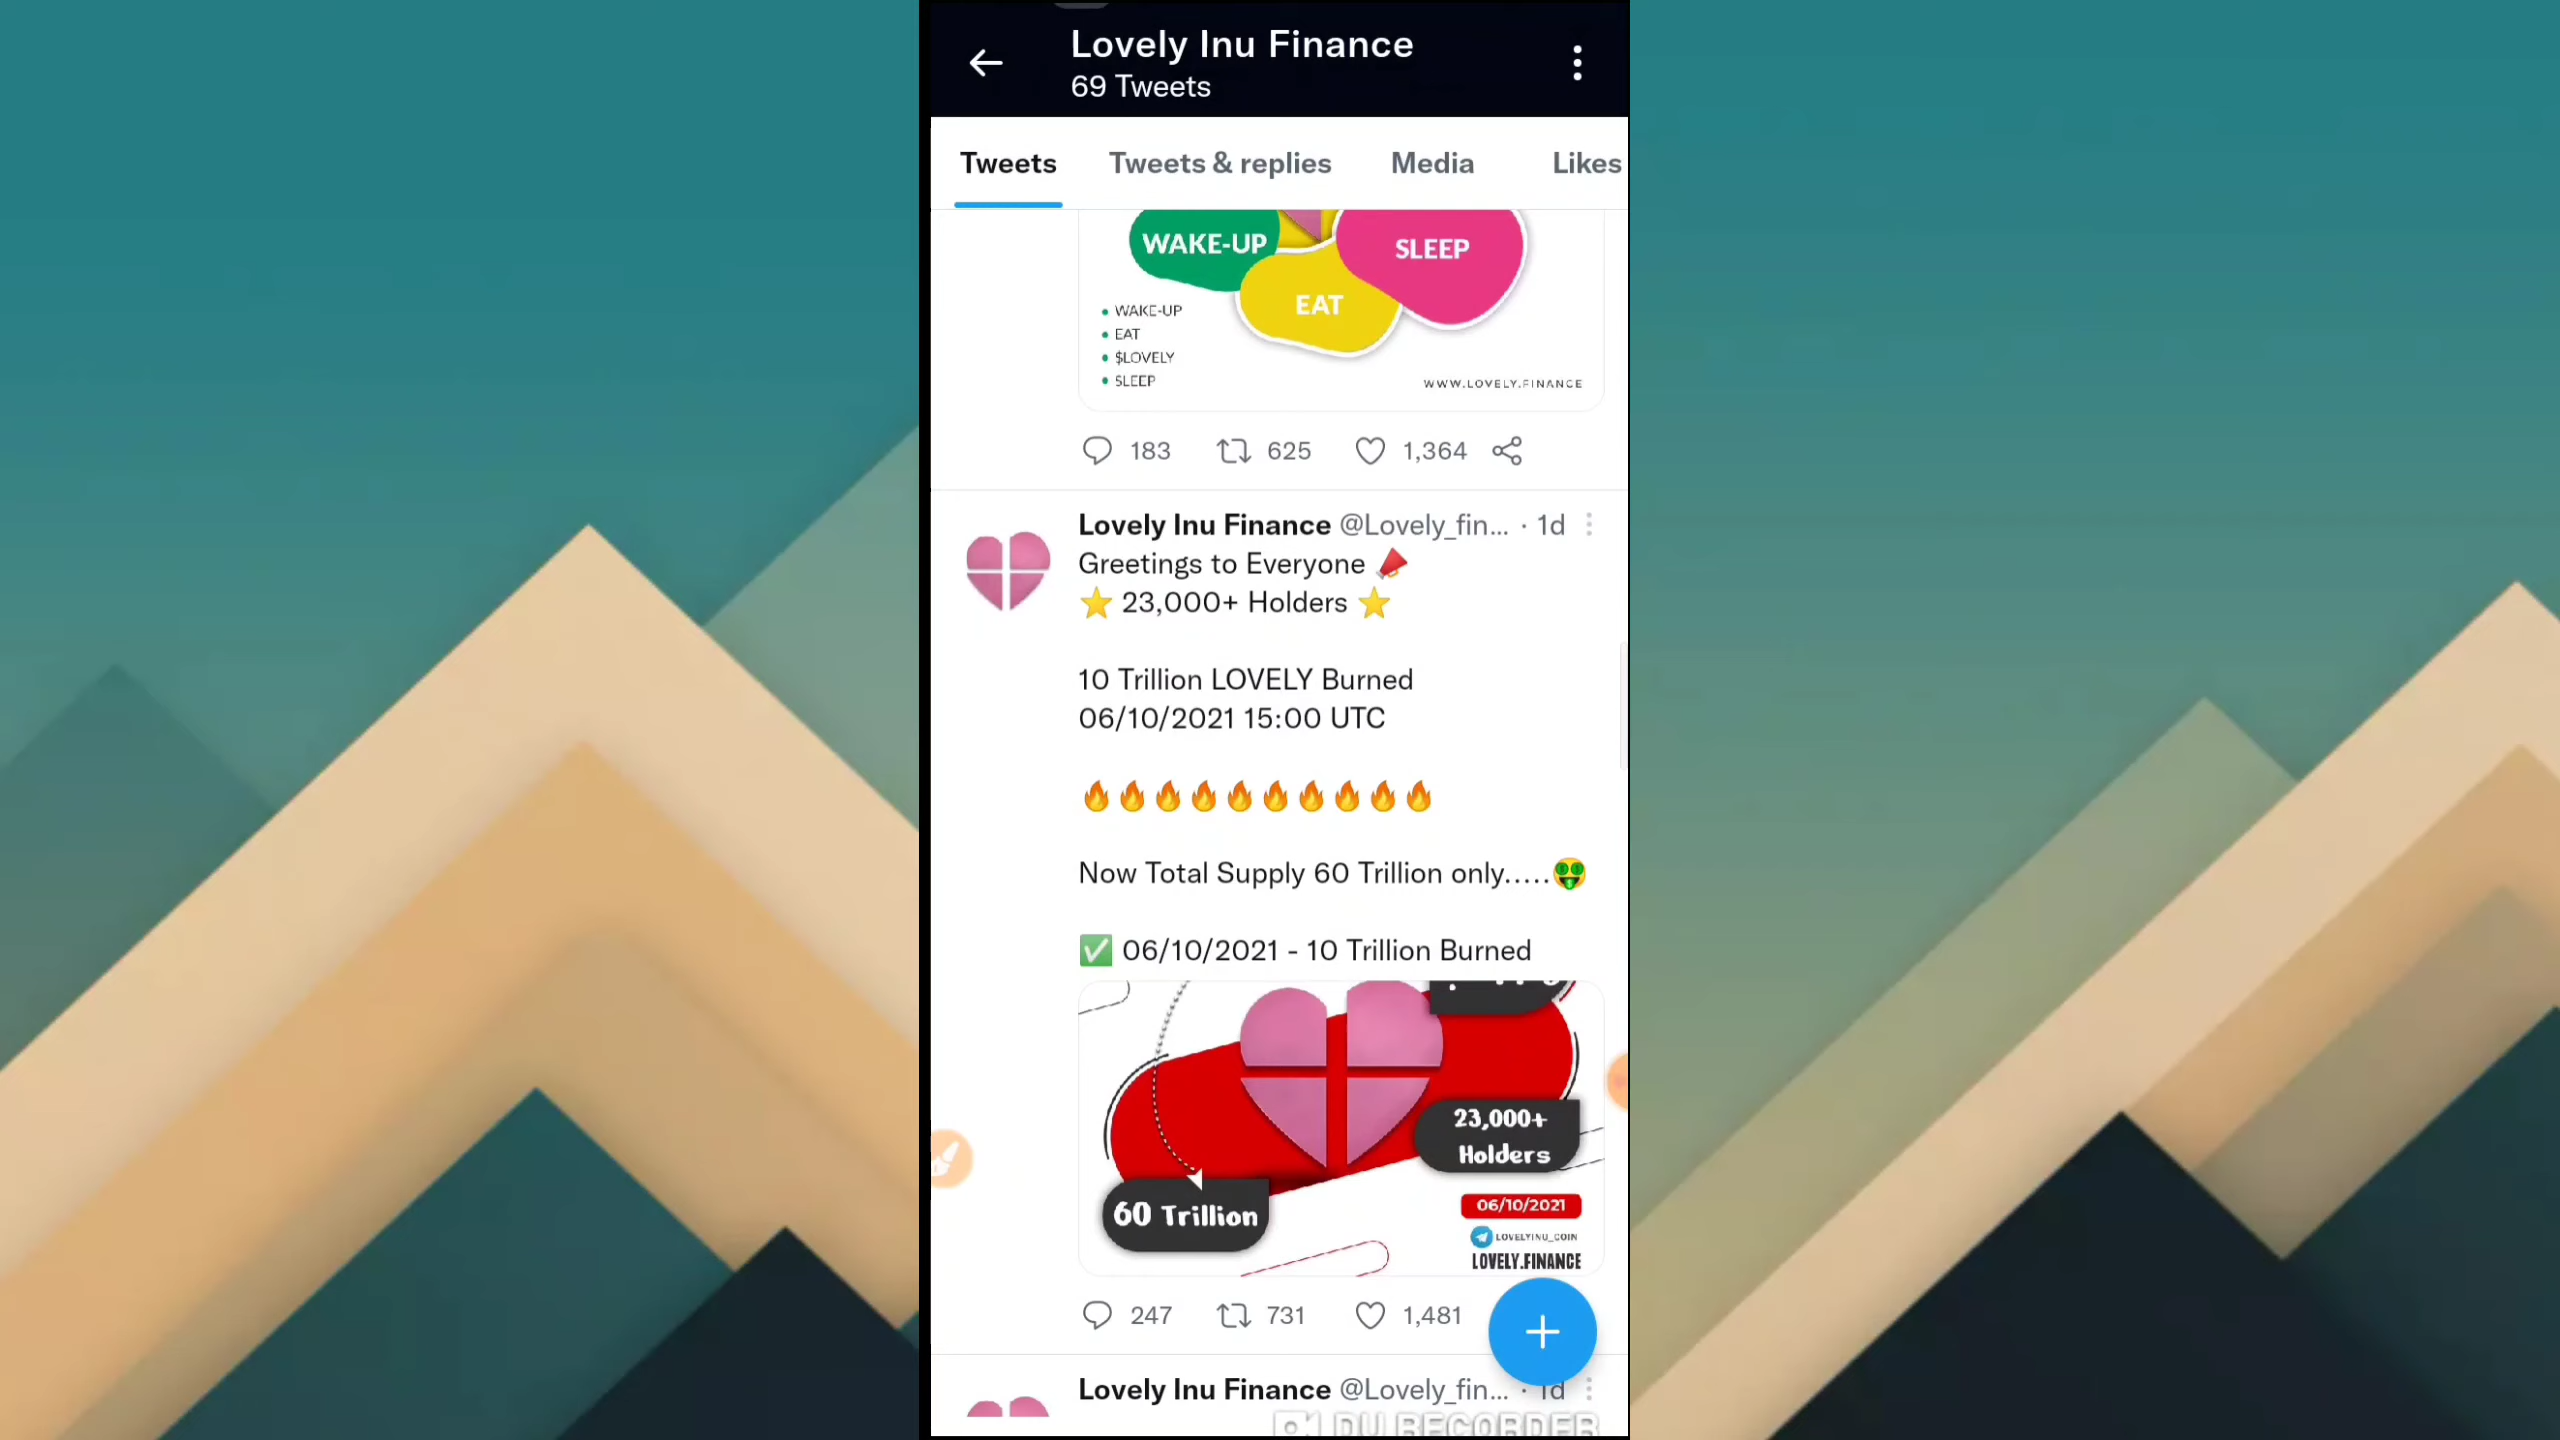 Lovely Inu Finance
69 Tweets
Tweets Tweets & replies Media Likes
WAKE-UP
SLEEP
EAT
• WAKE-UP
• EAT
• $LOVELY
• SLEEP
WWW.LOVELY.FINANCE
183 625 1,364
Lovely Inu Finance @Lovely_fin... · 1d
Greetings to Everyone 📣
⭐ 23,000+ Holders ⭐
10 Trillion LOVELY Burned
06/10/2021 15:00 UTC
🔥🔥🔥🔥🔥🔥🔥🔥🔥🔥
Now Total Supply 60 Trillion only.....🤑
✅ 06/10/2021 - 10 Trillion Burned
23,000+
Holders
60 Trillion
06/10/2021
LOVELYINU_COIN
LOVELY.FINANCE
247 731 1,481
Lovely Inu Finance @Lovely_fin... · 1d
DU RECORDER